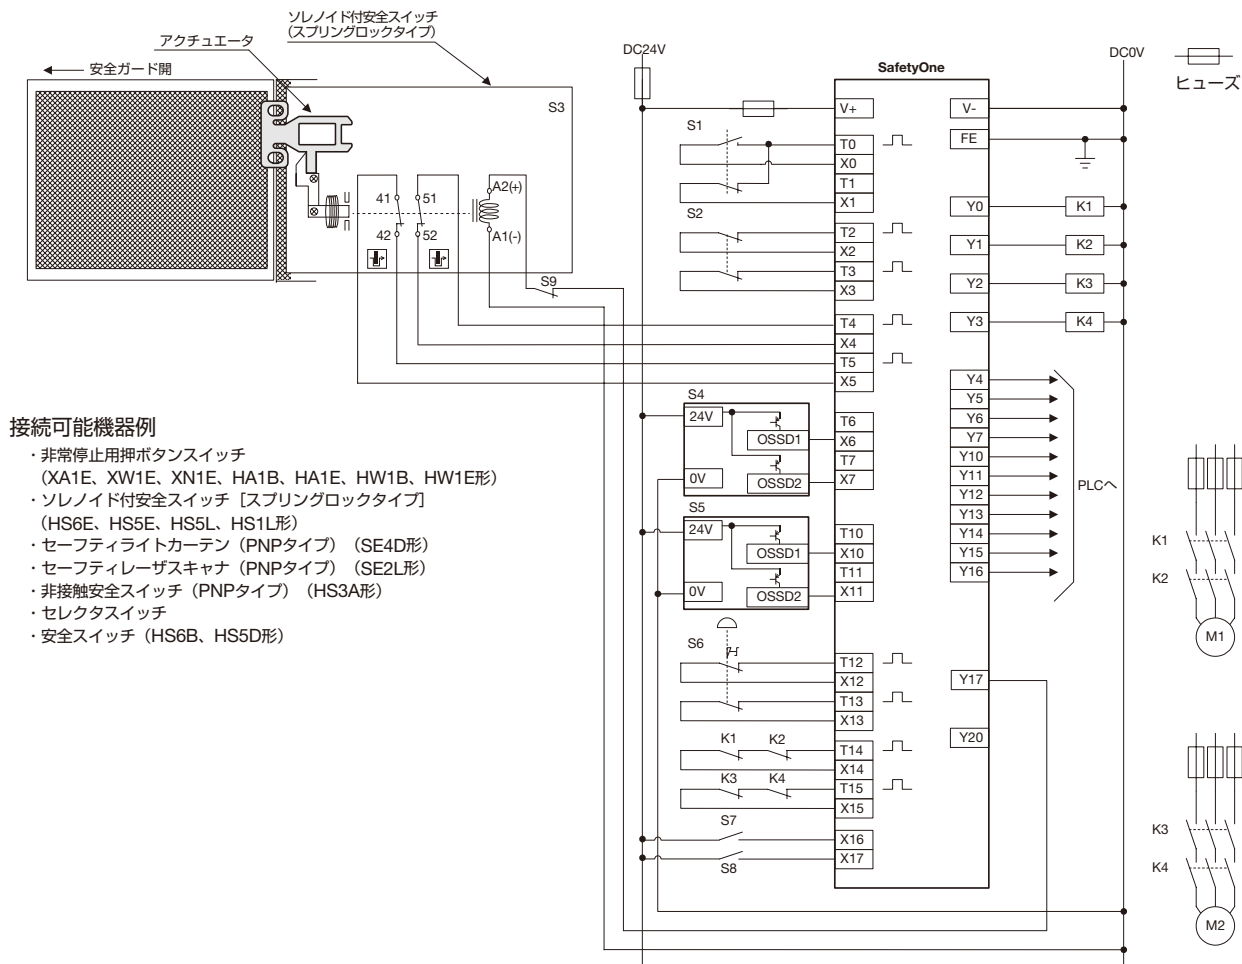 ソレノイド付安全スイッチ
（スプリングロックタイプ）
アクチュエータ
安全ガード開
S3
41
51
42
52
A2(+)
A1(-)
S9
DC24V
DC0V
ヒューズ
SafetyOne
V+
V-
FE
S1
T0
X0
T1
X1
S2
T2
X2
T3
X3
T4
X4
T5
X5
S4
24V
OSSD1
0V
OSSD2
T6
X6
T7
X7
S5
24V
OSSD1
0V
OSSD2
T10
X10
T11
X11
S6
T12
X12
T13
X13
K1
K2
T14
X14
K3
K4
T15
X15
S7
X16
X17
S8
Y0
K1
Y1
K2
Y2
K3
Y3
K4
Y4
Y5
Y6
Y7
Y10
Y11
Y12
Y13
Y14
Y15
Y16
PLCへ
Y17
Y20
K1
K2
M1
K3
K4
M2
接続可能機器例
・非常停止用押ボタンスイッチ
（XA1E、XW1E、XN1E、HA1B、HA1E、HW1B、HW1E形）
・ソレノイド付安全スイッチ［スプリングロックタイプ］
（HS6E、HS5E、HS5L、HS1L形）
・セーフティライトカーテン（PNPタイプ）（SE4D形）
・セーフティレーザスキャナ（PNPタイプ）（SE2L形）
・非接触安全スイッチ（PNPタイプ）（HS3A形）
・セレクタスイッチ
・安全スイッチ（HS6B、HS5D形）